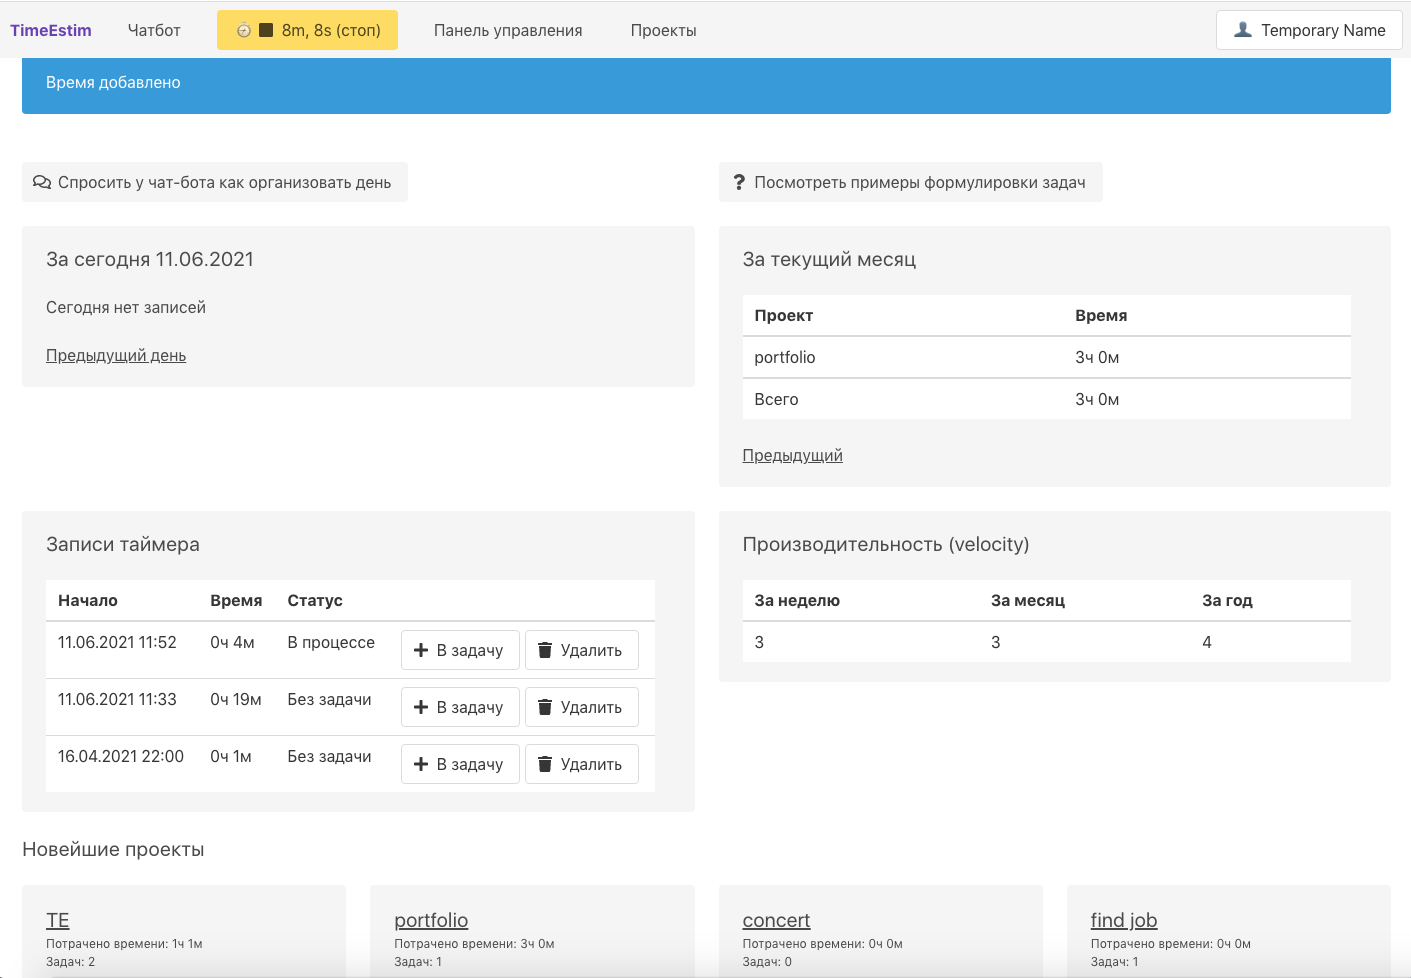 TimeEstim Чатбот 8m, 8s (стоп) Панель управления Проекты Temporary Name
Время добавлено
Спросить у чат-бота как организовать день
Посмотреть примеры формулировки задач
За сегодня 11.06.2021
Сегодня нет записей
Предыдущий день
За текущий месяц
Проект Время
portfolio 3ч 0м
Всего 3ч 0м
Предыдущий
Записи таймера
Начало Время Статус
11.06.2021 11:52 0ч 4м В процессе В задачу Удалить
11.06.2021 11:33 0ч 19м Без задачи В задачу Удалить
16.04.2021 22:00 0ч 1м Без задачи В задачу Удалить
Производительность (velocity)
За неделю За месяц За год
3 3 4
Новейшие проекты
TE
Потрачено времени: 1ч 1м
Задач: 2
portfolio
Потрачено времени: 3ч 0м
Задач: 1
concert
Потрачено времени: 0ч 0м
Задач: 0
find job
Потрачено времени: 0ч 0м
Задач: 1